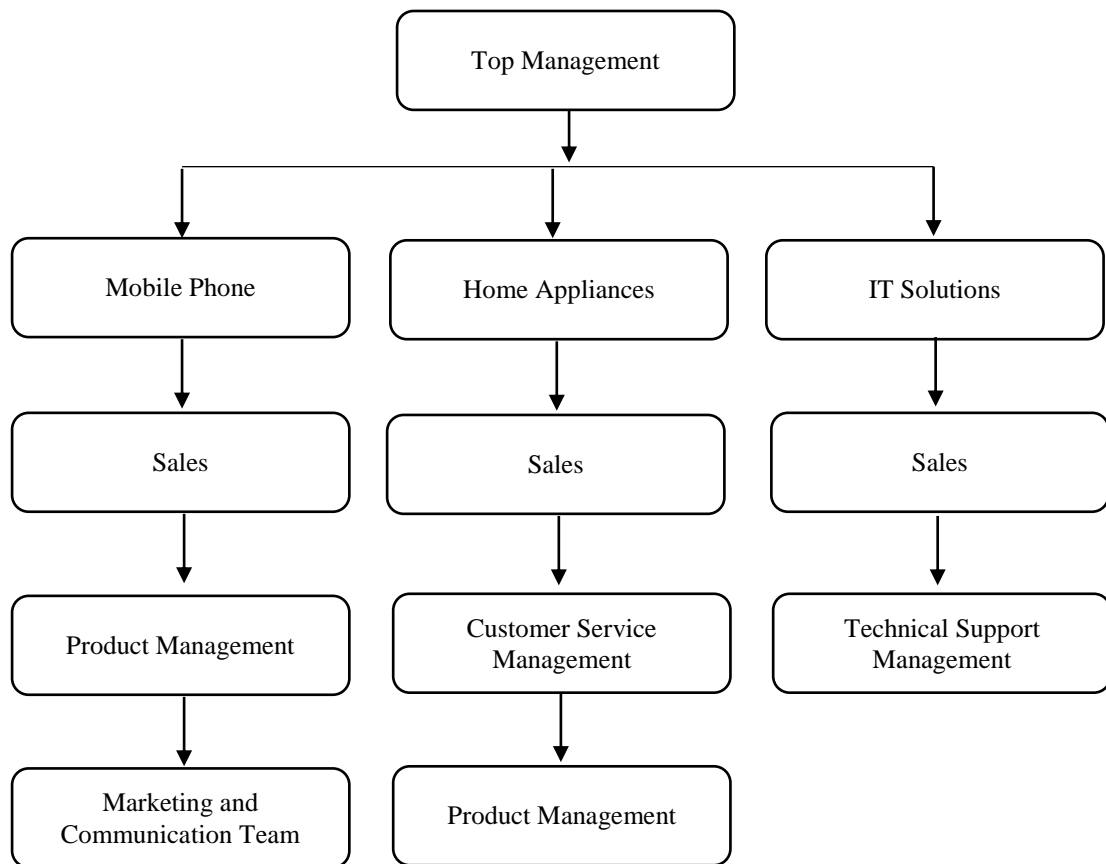 Top Management
Mobile Phone
Home Appliances
IT Solutions
Sales
Sales
Sales
Product Management
Customer Service
Management
Technical Support
Management
Marketing and
Communication Team
Product Management